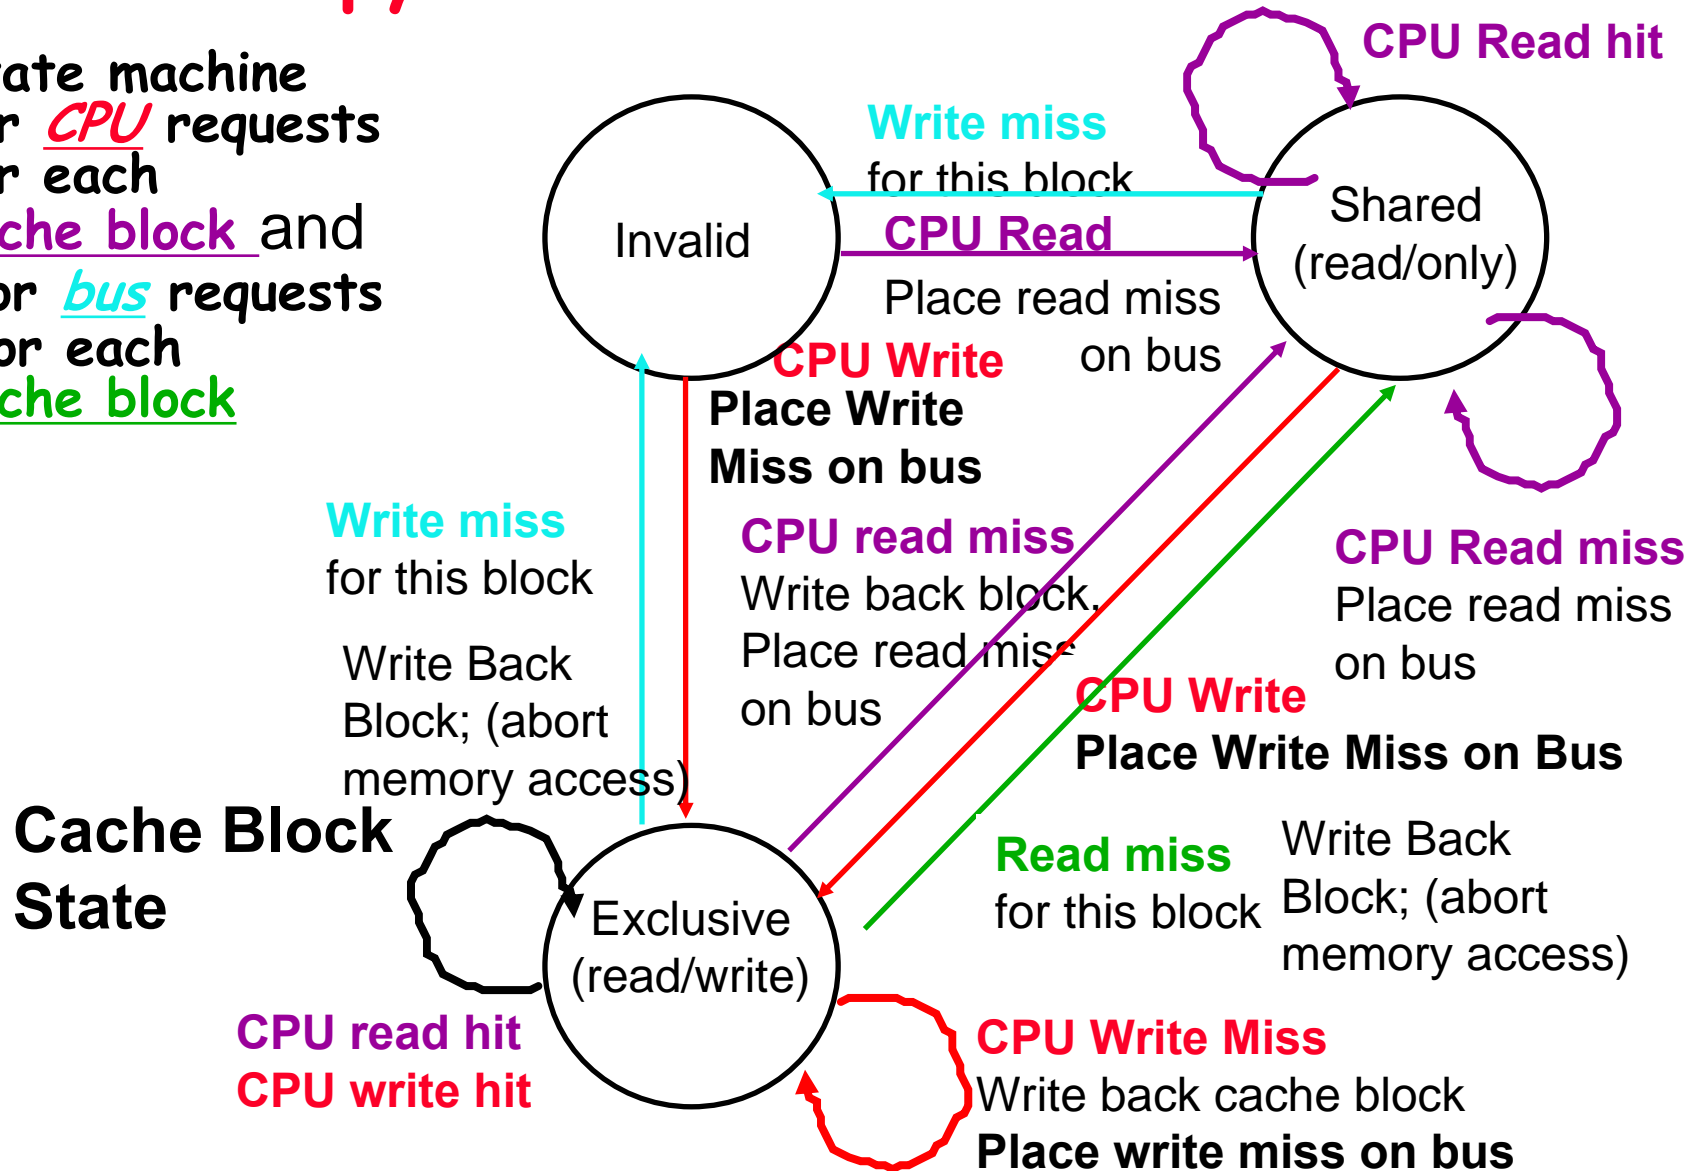 tate machine
r CPU requests
r each
che block and
or bus requests
or each
che block
CPU Read hit
Write miss
for this block
Invalid
CPU Read
Shared
(read/only)
Place read miss
on bus
CPU Write
Place Write
Miss on bus
Write miss
for this block
Write Back
Block; (abort
memory access)
CPU read miss
Write back block,
Place read miss
on bus
CPU Read miss
Place read miss
on bus
CPU Write
Place Write Miss on Bus
Cache Block
State
Read miss
for this block
Write Back
Block; (abort
memory access)
Exclusive
(read/write)
CPU read hit
CPU write hit
CPU Write Miss
Write back cache block
Place write miss on bus